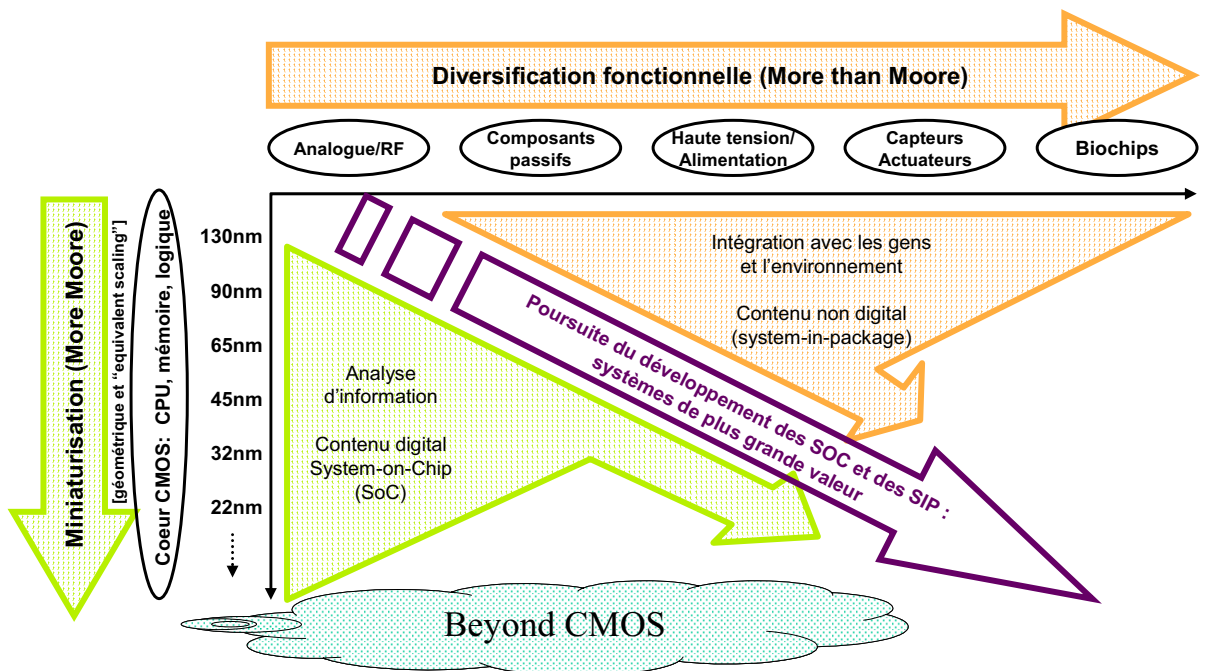 Diversification fonctionnelle (More than Moore)
Analogue/RF
Composants
passifs
Haute tension/
Alimentation
Capteurs
Actuateurs
Biochips
Miniaturisation (More Moore)
[géométrique et “equivalent scaling”]
Coeur CMOS: CPU, mémoire, logique
130nm
90nm
65nm
45nm
32nm
22nm
Intégration avec les gens
et l’environnement
Contenu non digital
(system-in-package)
Poursuite du développement des SOC et des SIP :
systèmes de plus grande valeur
Analyse
d’information
Contenu digital
System-on-Chip
(SoC)
Beyond CMOS